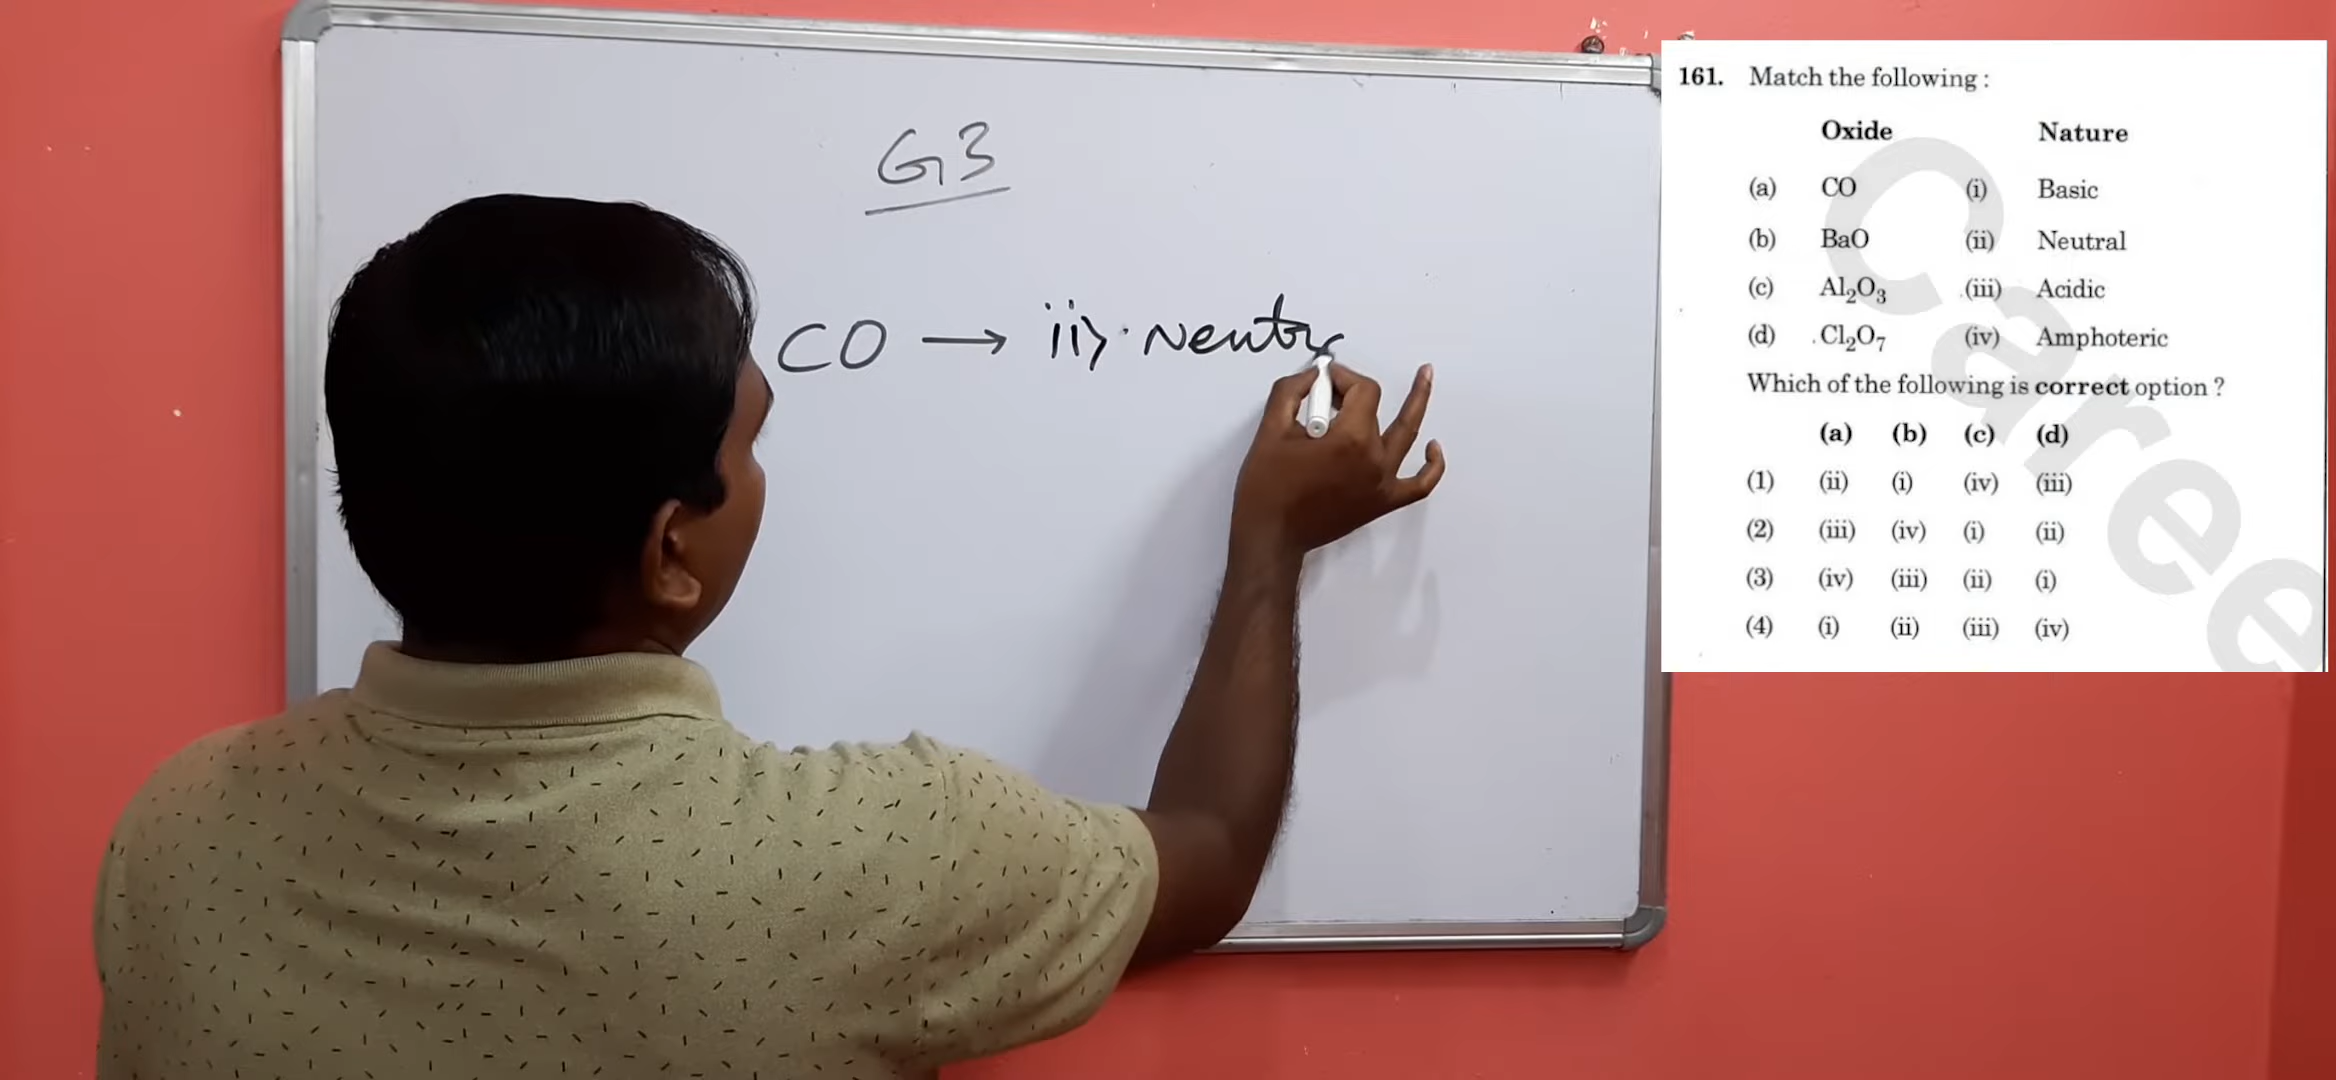 G3
CO → ii) Neutr
161. Match the following :
Oxide Nature
(a) CO (i) Basic
(b) BaO (ii) Neutral
(c) Al₂O₃ (iii) Acidic
(d) Cl₂O₇ (iv) Amphoteric
Which of the following is correct option ?
(a) (b) (c) (d)
(1) (ii) (i) (iv) (iii)
(2) (iii) (iv) (i) (ii)
(3) (iv) (iii) (ii) (i)
(4) (i) (ii) (iii) (iv)
Caree